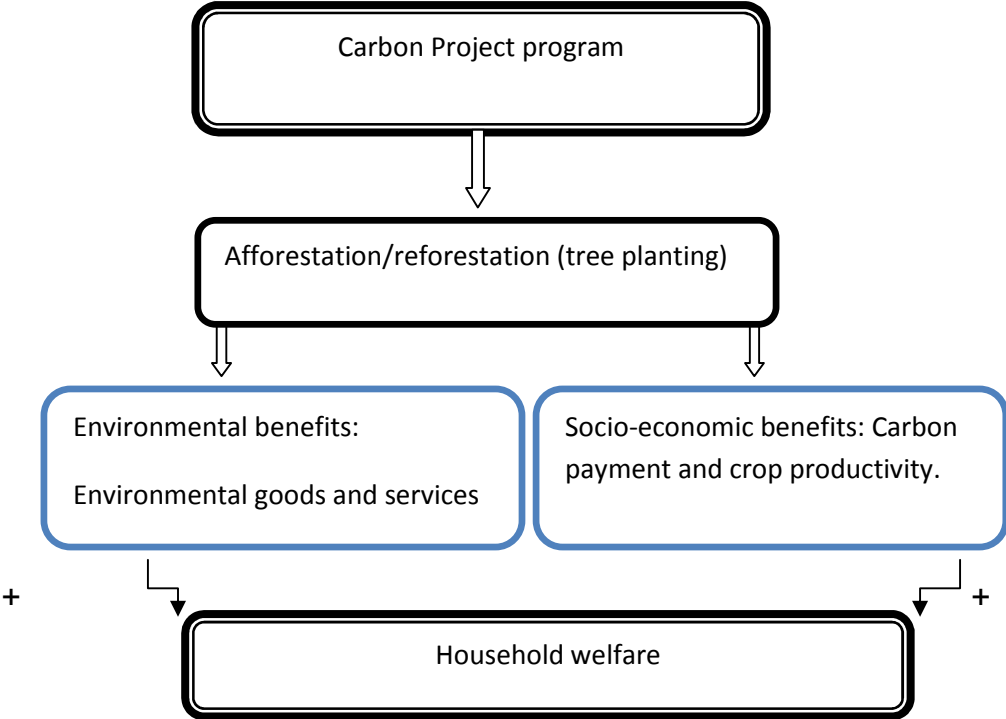 Carbon Project program
Afforestation/reforestation (tree planting)
Environmental benefits:
Environmental goods and services
Socio-economic benefits: Carbon
payment and crop productivity.
+
+
Household welfare